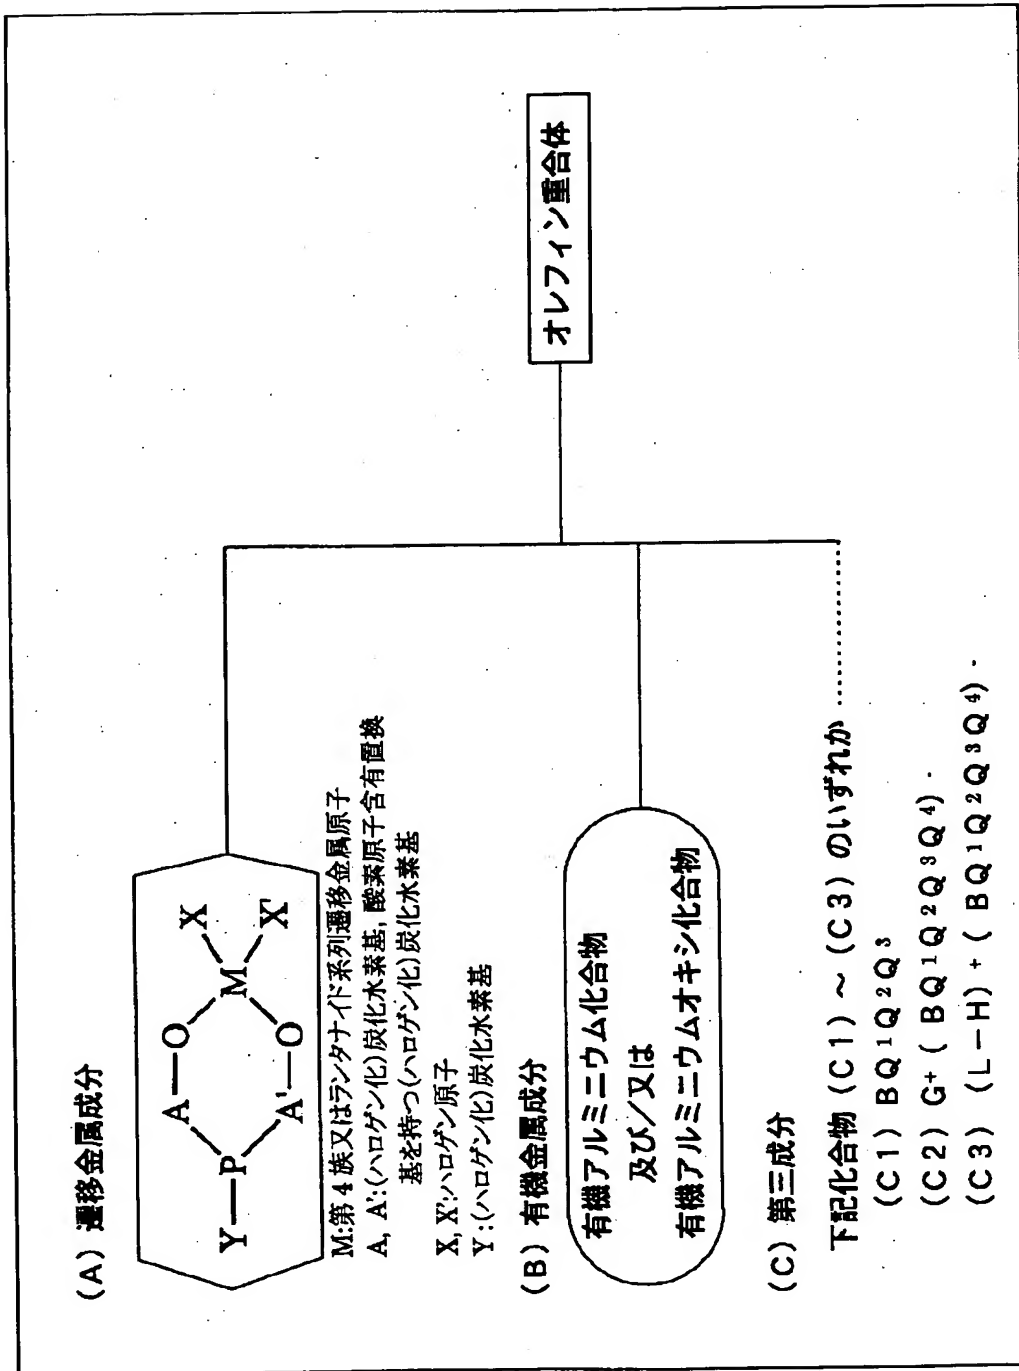 (A) 遷移金属成分
A—O X
Y—P M
A'—O X'
M:第4族又はランタナイド系列遷移金属原子
A, A':(ハロゲン化)炭化水素基, 酸素原子含有置換
基を持つ(ハロゲン化)炭化水素基
X, X':ハロゲン原子
Y:(ハロゲン化)炭化水素基
(B) 有機金属成分
有機アルミニウム化合物
及び/又は
有機アルミニウムオキシ化合物
(C) 第三成分
下記化合物 (C1) ~ (C3) のいずれか
(C1) BQ¹Q²Q³
(C2) G⁺ (BQ¹Q²Q³Q⁴)-
(C3) (L-H)⁺ (BQ¹Q²Q³Q⁴)-
オレフィン重合体